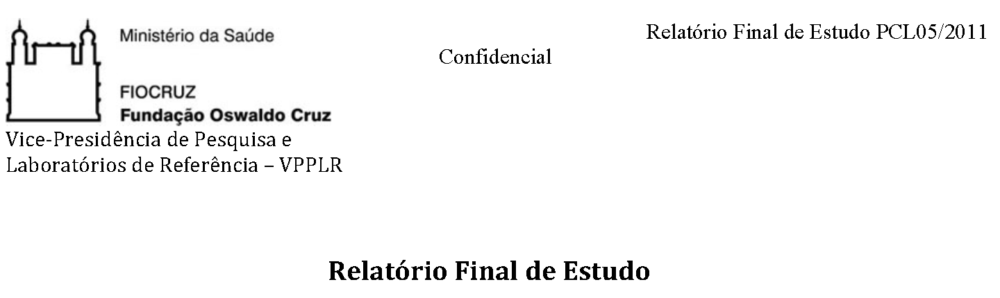 Ministério da Saúde
Relatório Final de Estudo PCL05/2011
Confidencial
FIOCRUZ
Fundação Oswaldo Cruz
Vice-Presidência de Pesquisa e
Laboratórios de Referência – VPPLR
Relatório Final de Estudo